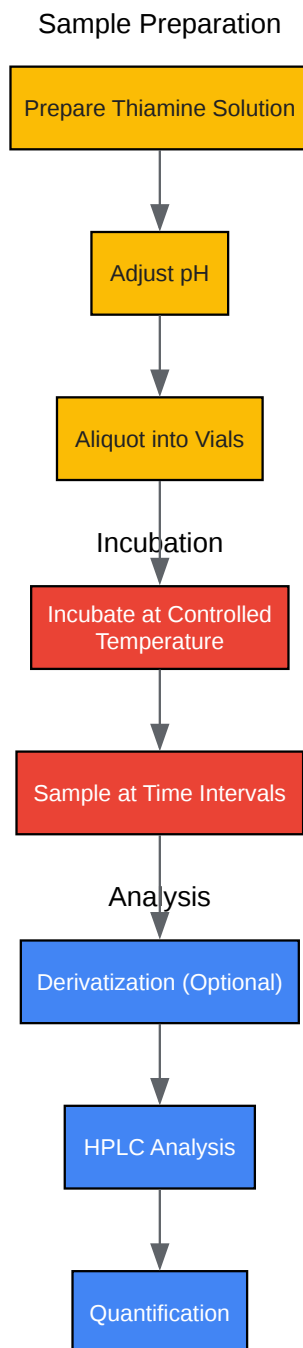 Sample Preparation
Prepare Thiamine Solution
Adjust pH
Aliquot into Vials
Incubation
Incubate at Controlled
Temperature
Sample at Time Intervals
Analysis
Derivatization (Optional)
HPLC Analysis
Quantification